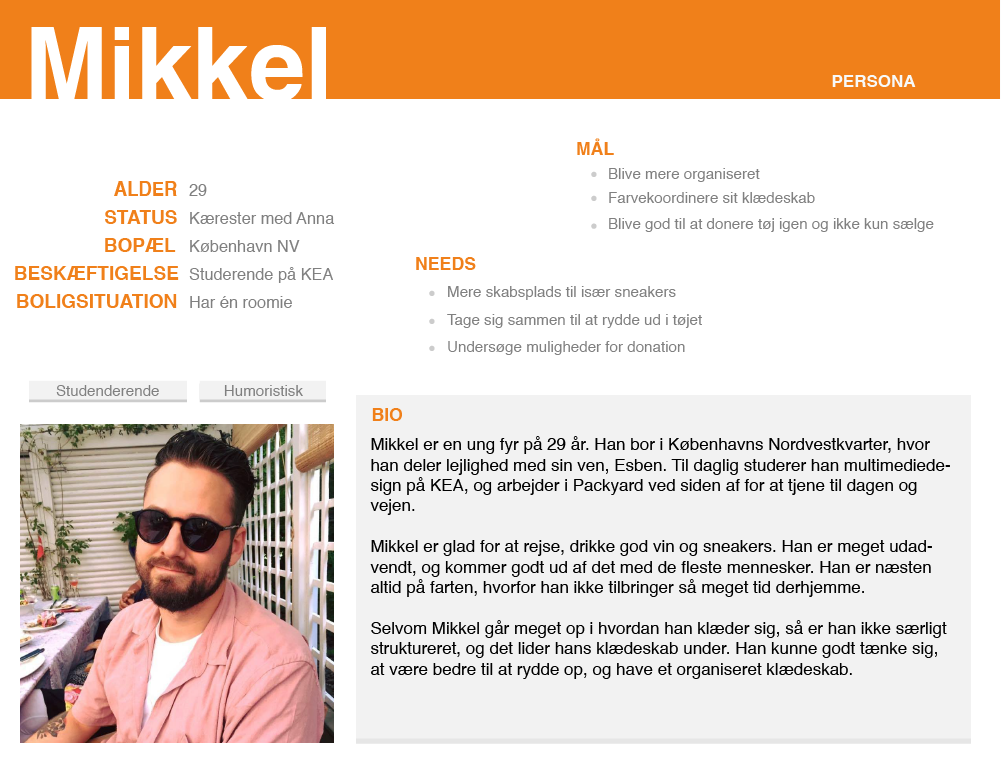 Mikkel
PERSONA
ALDER 29
STATUS Kærester med Anna
BOPÆL København NV
BESKÆFTIGELSE Studerende på KEA
BOLIGSITUATION Har én roomie
MÅL
Blive mere organiseret
Farvekoordinere sit klædeskab
Blive god til at donere tøj igen og ikke kun sælge
NEEDS
Mere skabsplads til især sneakers
Tage sig sammen til at rydde ud i tøjet
Undersøge muligheder for donation
Studenderende
Humoristisk
BIO
Mikkel er en ung fyr på 29 år. Han bor i Københavns Nordvestkvarter, hvor
han deler lejlighed med sin ven, Esben. Til daglig studerer han multimediede-
sign på KEA, og arbejder i Packyard ved siden af for at tjene til dagen og
vejen.
Mikkel er glad for at rejse, drikke god vin og sneakers. Han er meget udad-
vendt, og kommer godt ud af det med de fleste mennesker. Han er næsten
altid på farten, hvorfor han ikke tilbringer så meget tid derhjemme.
Selvom Mikkel går meget op i hvordan han klæder sig, så er han ikke særligt
struktureret, og det lider hans klædeskab under. Han kunne godt tænke sig,
at være bedre til at rydde op, og have et organiseret klædeskab.